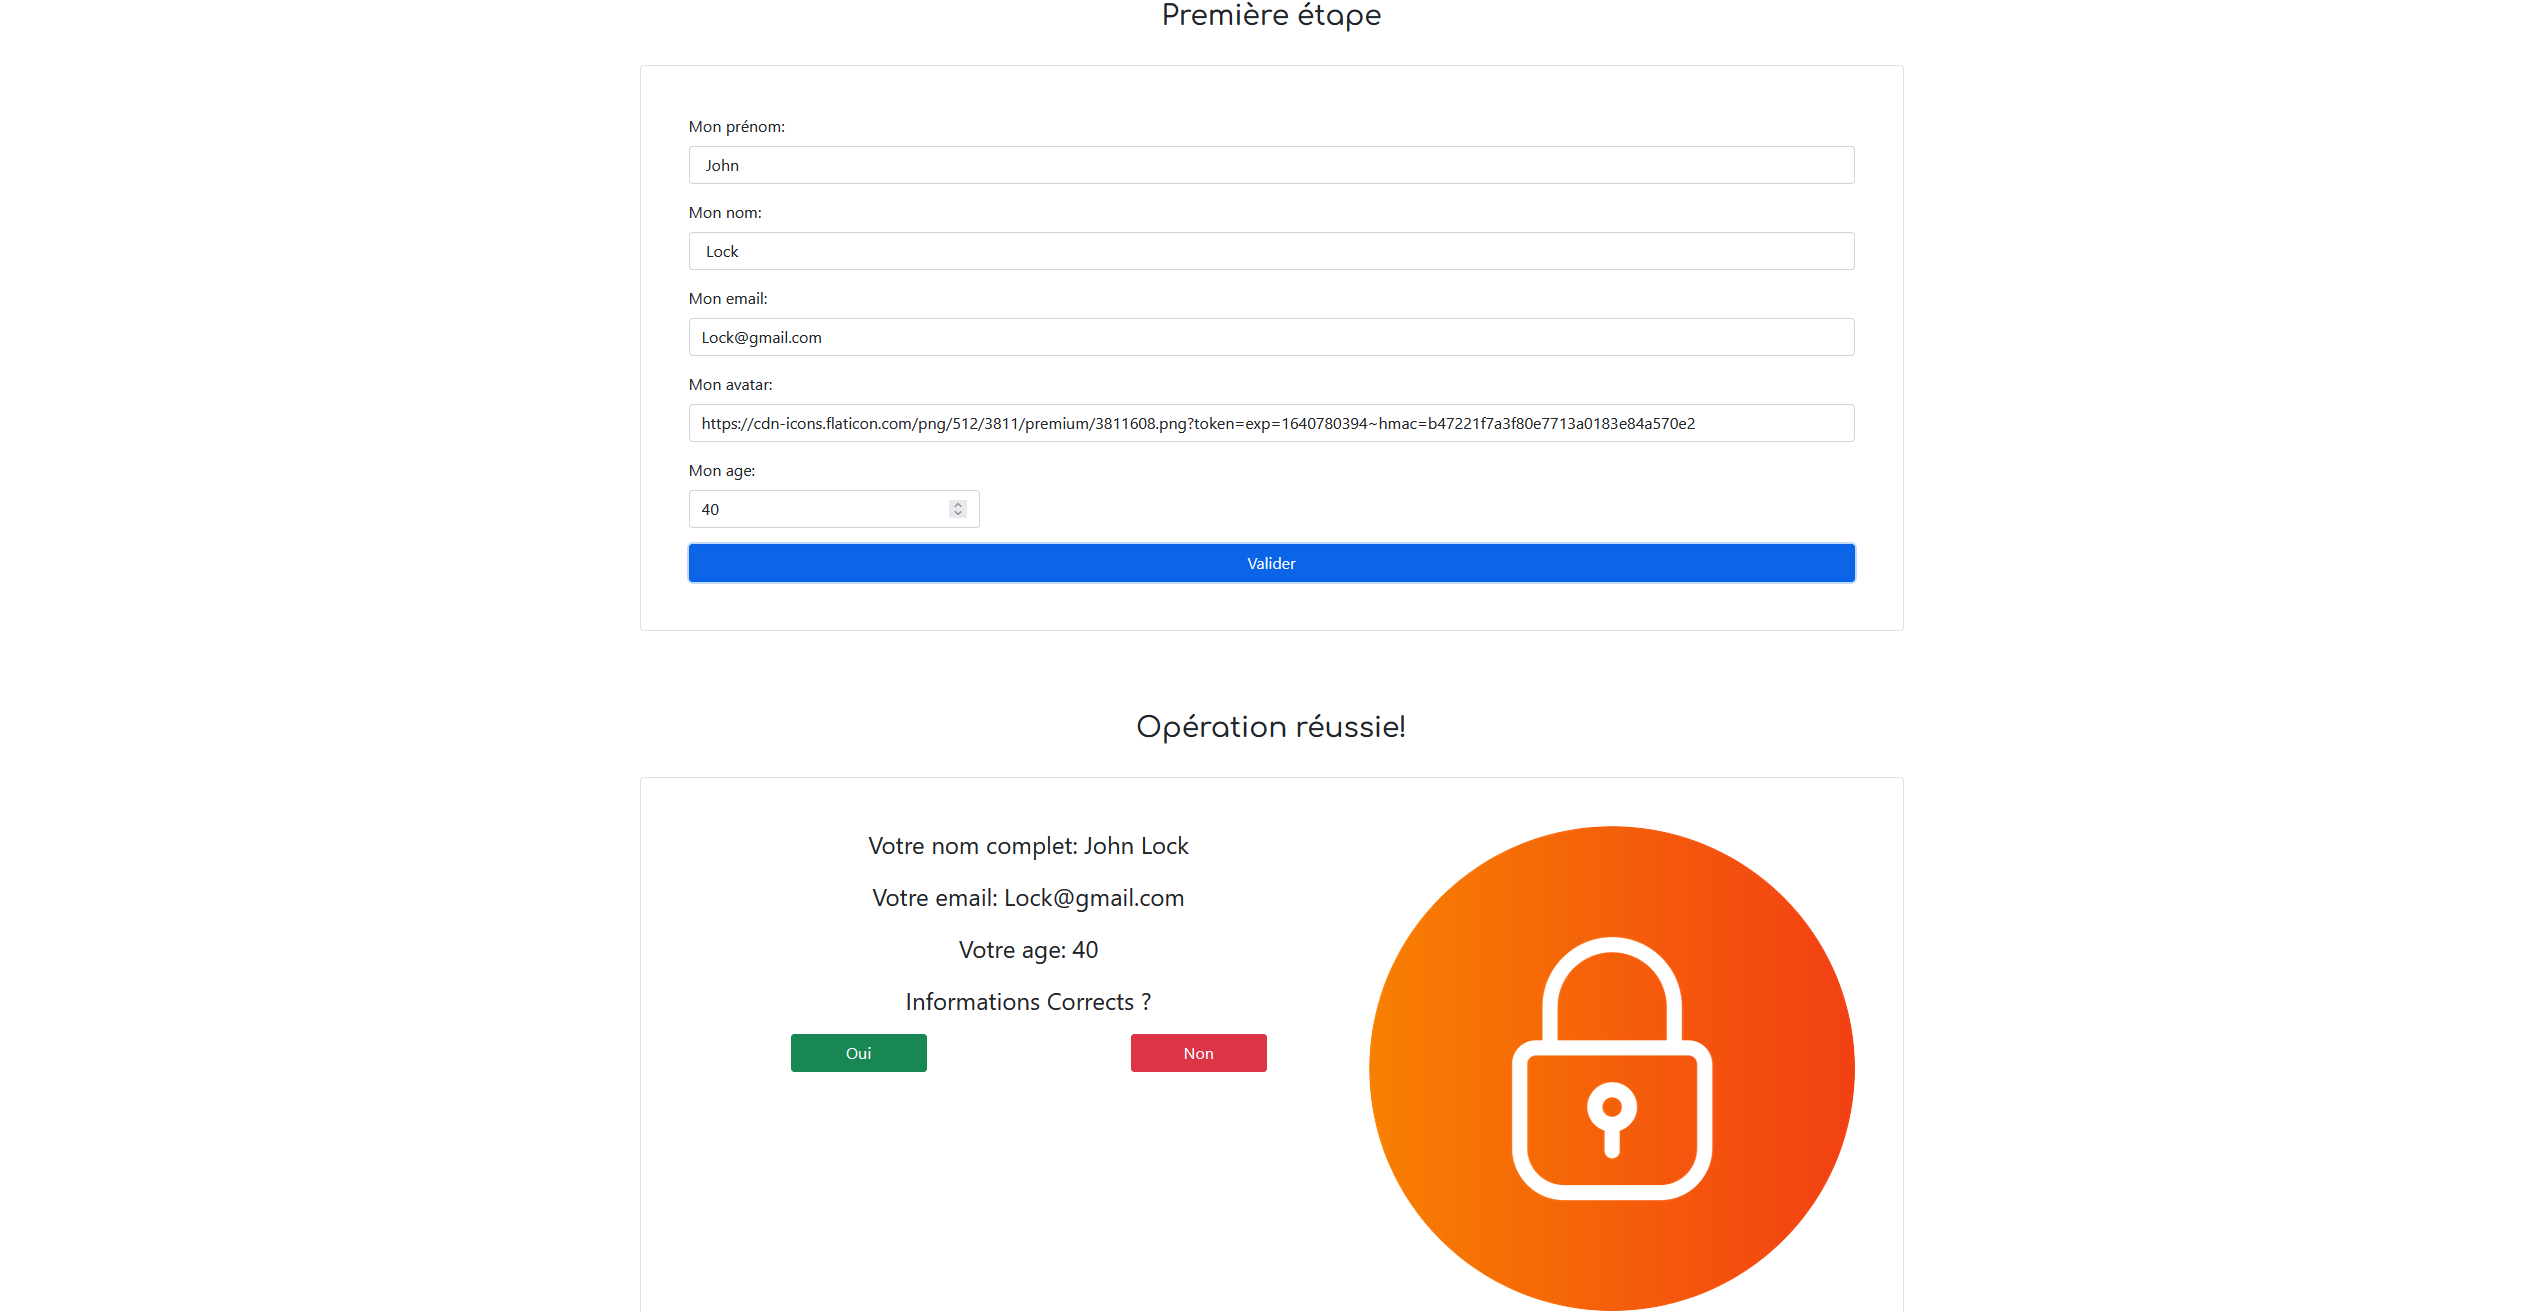 Première étape
Mon prénom:
John
Mon nom:
Lock
Mon email:
Lock@gmail.com
Mon avatar:
https://cdn-icons.flaticon.com/png/512/3811/premium/3811608.png?token=exp=1640780394~hmac=b47221f7a3f80e7713a0183e84a570e2
Mon age:
40
Valider
Opération réussie!
Votre nom complet: John Lock
Votre email: Lock@gmail.com
Votre age: 40
Informations Corrects ?
Oui
Non